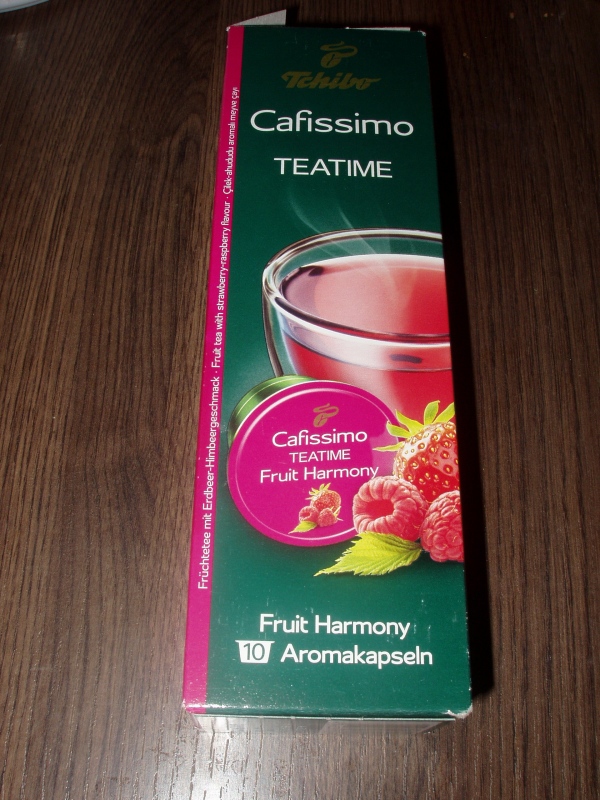 Tchibo
Cafissimo
TEATIME
Früchtetee mit Erdbeer-Himbeergeschmack · Fruit tea with strawberry-raspberry flavour · Çilek-ahududu aromalı meyve çayı
Cafissimo
TEATIME
Fruit Harmony
Fruit Harmony
10 Aromakapseln